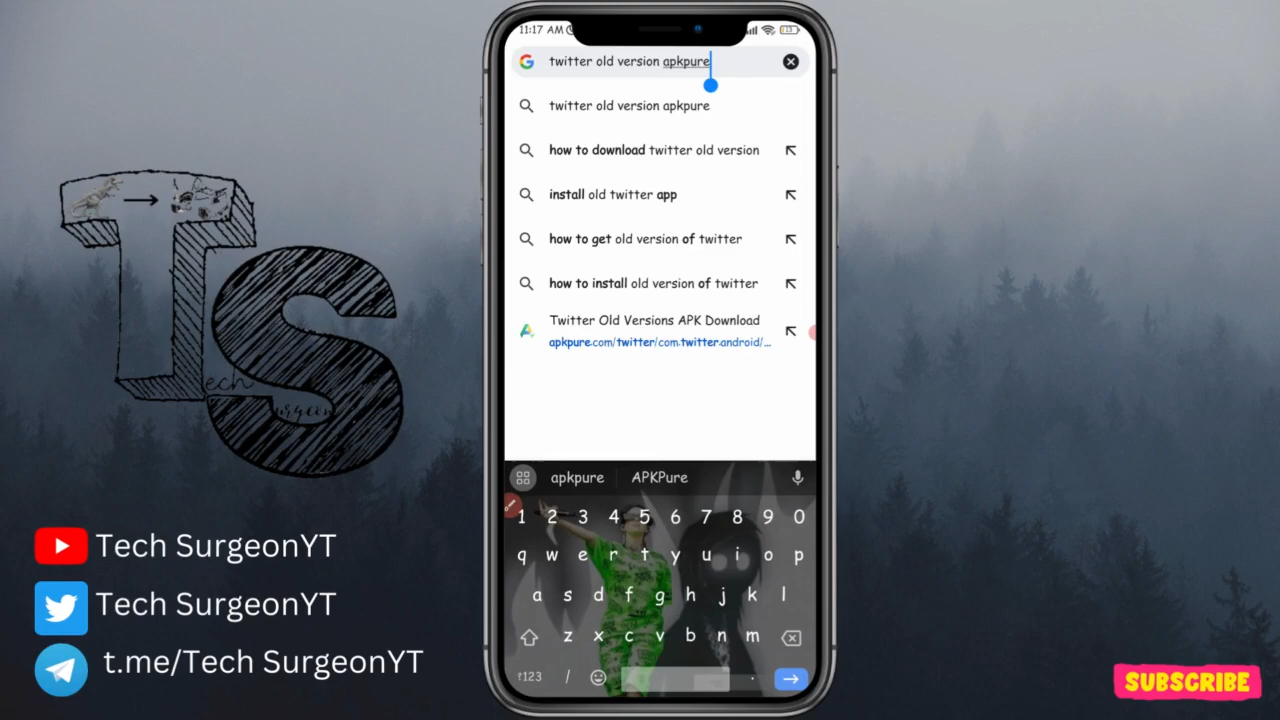 11:17 AM
13
twitter old version apkpure
twitter old version apkpure
how to download twitter old version
install old twitter app
how to get old version of twitter
how to install old version of twitter
Twitter Old Versions APK Download
apkpure.com/twitter/com.twitter.android/...
apkpure APKPure
1 2 3 4 5 6 7 8 9 0
q w e r t y u i o p
a s d f g h j k l
z x c v b n m
?123 / .
T S
ech
urgeon
Tech SurgeonYT
Tech SurgeonYT
t.me/Tech SurgeonYT
SUBSCRIBE